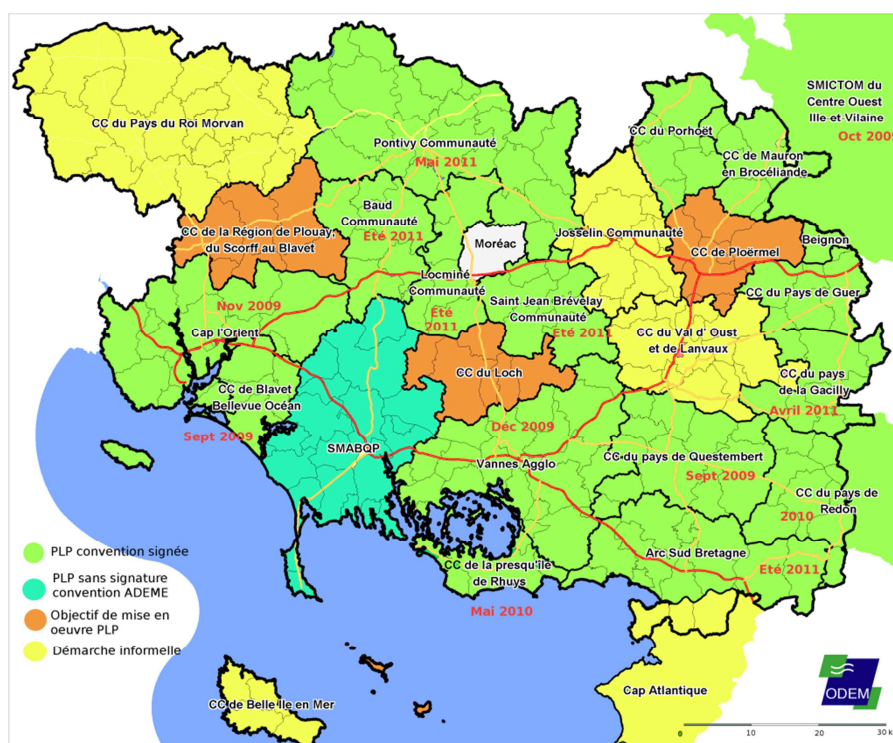 SMICTOM du
Centre Ouest
Ille-et-Vilaine
Oct 2009
CC du Pays du Roi Morvan
Pontivy Communauté
Mai 2011
CC du Porhoët
CC de Mauron
en Brocéliande
CC de la Région de Plouay,
du Scorff au Blavet
Baud
Communauté
Eté 2011
Moréac
Josselin Communauté
CC de Ploërmel
Beignon
Locminé
Communauté
Eté
2011
Saint Jean Brévelay
Communauté
Eté 2011
CC du Pays de Guer
Nov 2009
Cap l'Orient
CC du Val d' Oust
et de Lanvaux
CC du Loch
CC du pays
de la Gacilly
Avril 2011
CC de Blavet
Bellevue Océan
Sept 2009
SMABQP
Déc 2009
Vannes Agglo
CC du pays de Questembert
Sept 2009
CC du pays de
Redon
2010
Arc Sud Bretagne
Eté 2011
CC de la presqu'île
de Rhuys
Mai 2010
PLP convention signée
PLP sans signature
convention ADEME
Objectif de mise en
oeuvre PLP
Démarche informelle
CC de Belle Ile en Mer
Cap Atlantique
ODEM
0 10 20 30 k